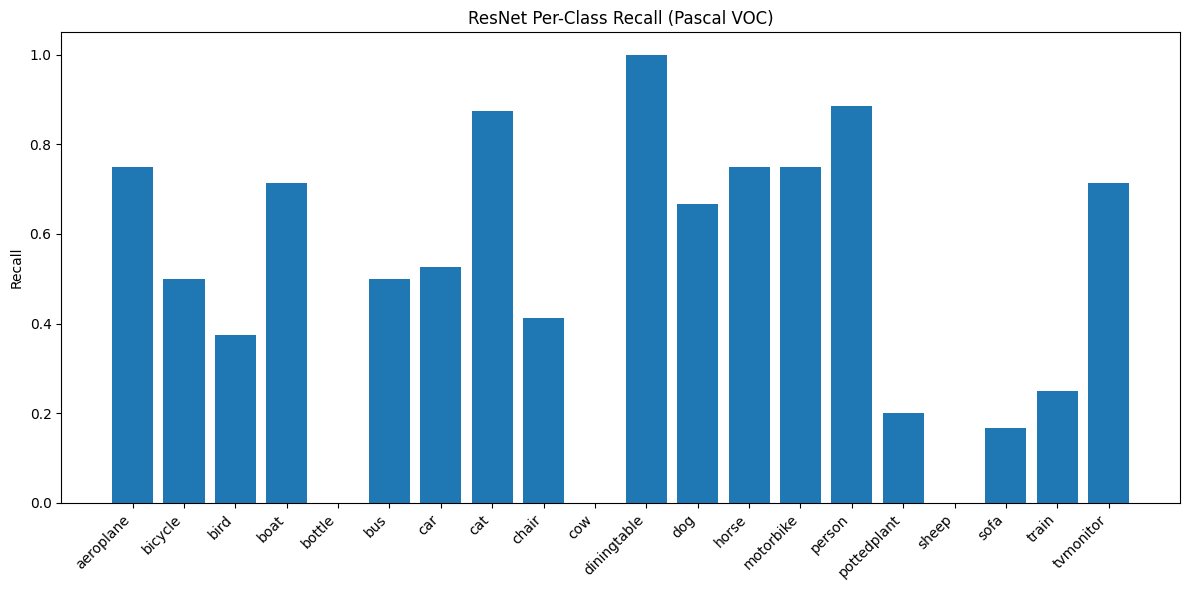 ResNet Per-Class Recall (Pascal VOC)
Recall
1.0
0.8
0.6
0.4
0.2
0.0
aeroplane
bicycle
bird
boat
bottle
bus
car
cat
chair
cow
diningtable
dog
horse
motorbike
person
pottedplant
sheep
sofa
train
tvmonitor